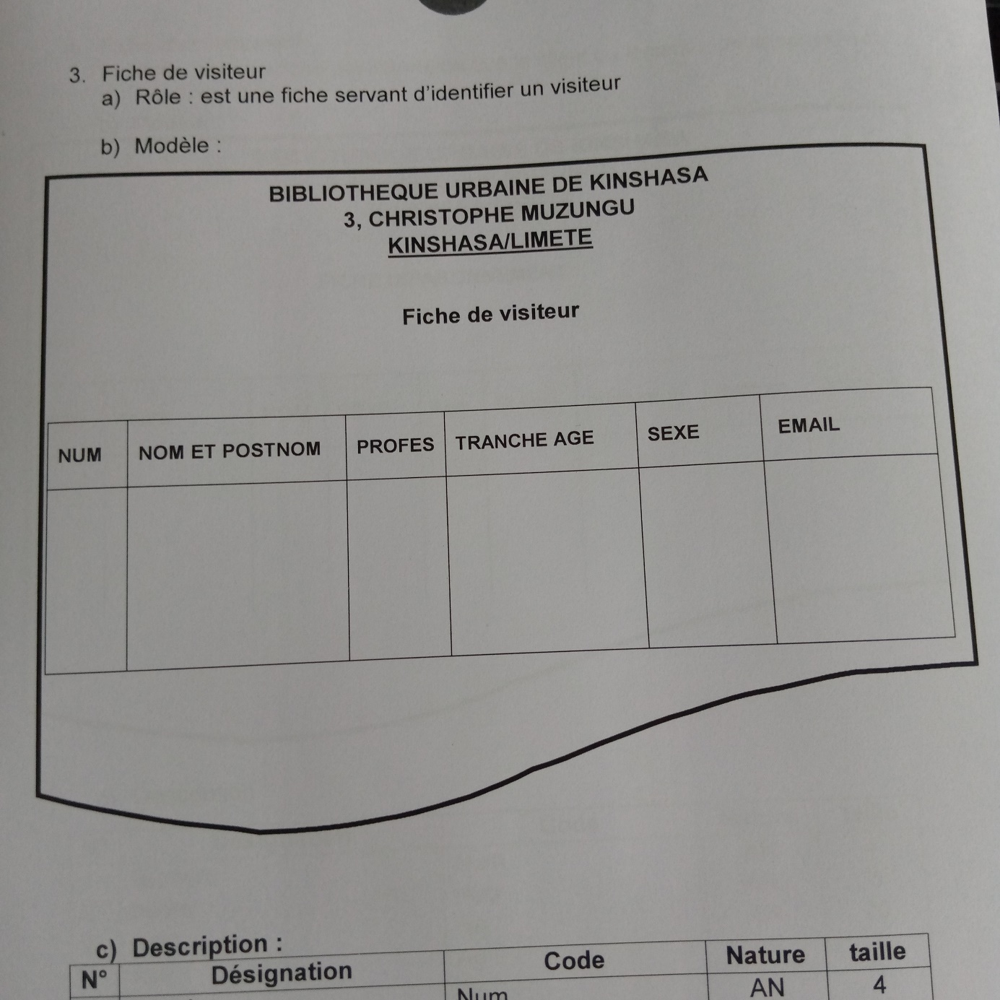 3. Fiche de visiteur
a) Rôle : est une fiche servant d'identifier un visiteur
b) Modèle :
BIBLIOTHEQUE URBAINE DE KINSHASA
3, CHRISTOPHE MUZUNGU
KINSHASA/LIMETE
Fiche de visiteur
NUM NOM ET POSTNOM PROFES TRANCHE AGE SEXE EMAIL
c) Description :
N° Désignation Code Nature taille
Num AN 4